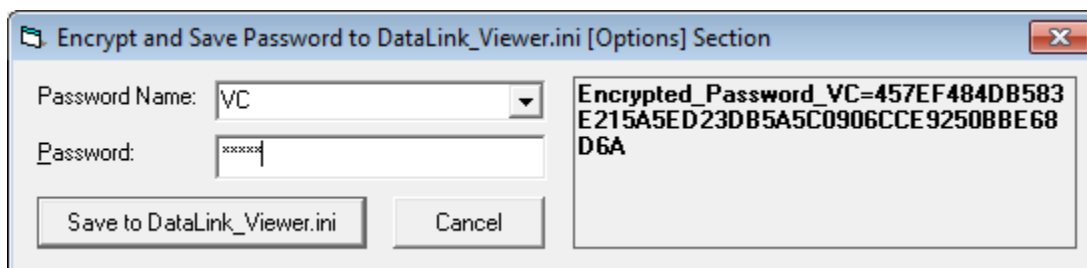 Encrypt and Save Password to DataLink_Viewer.ini [Options] Section
Password Name: VC
Encrypted_Password_VC=457EF484DB583
E215A5ED23DB5A5C0906CCE9250BBE68
D6A
Password: *****
Save to DataLink_Viewer.ini Cancel